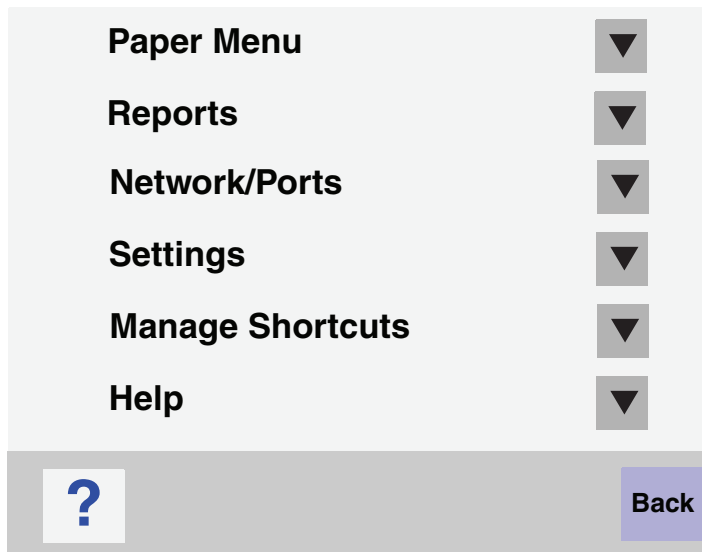 Paper Menu
Reports
Network/Ports
Settings
Manage Shortcuts
Help
? Back